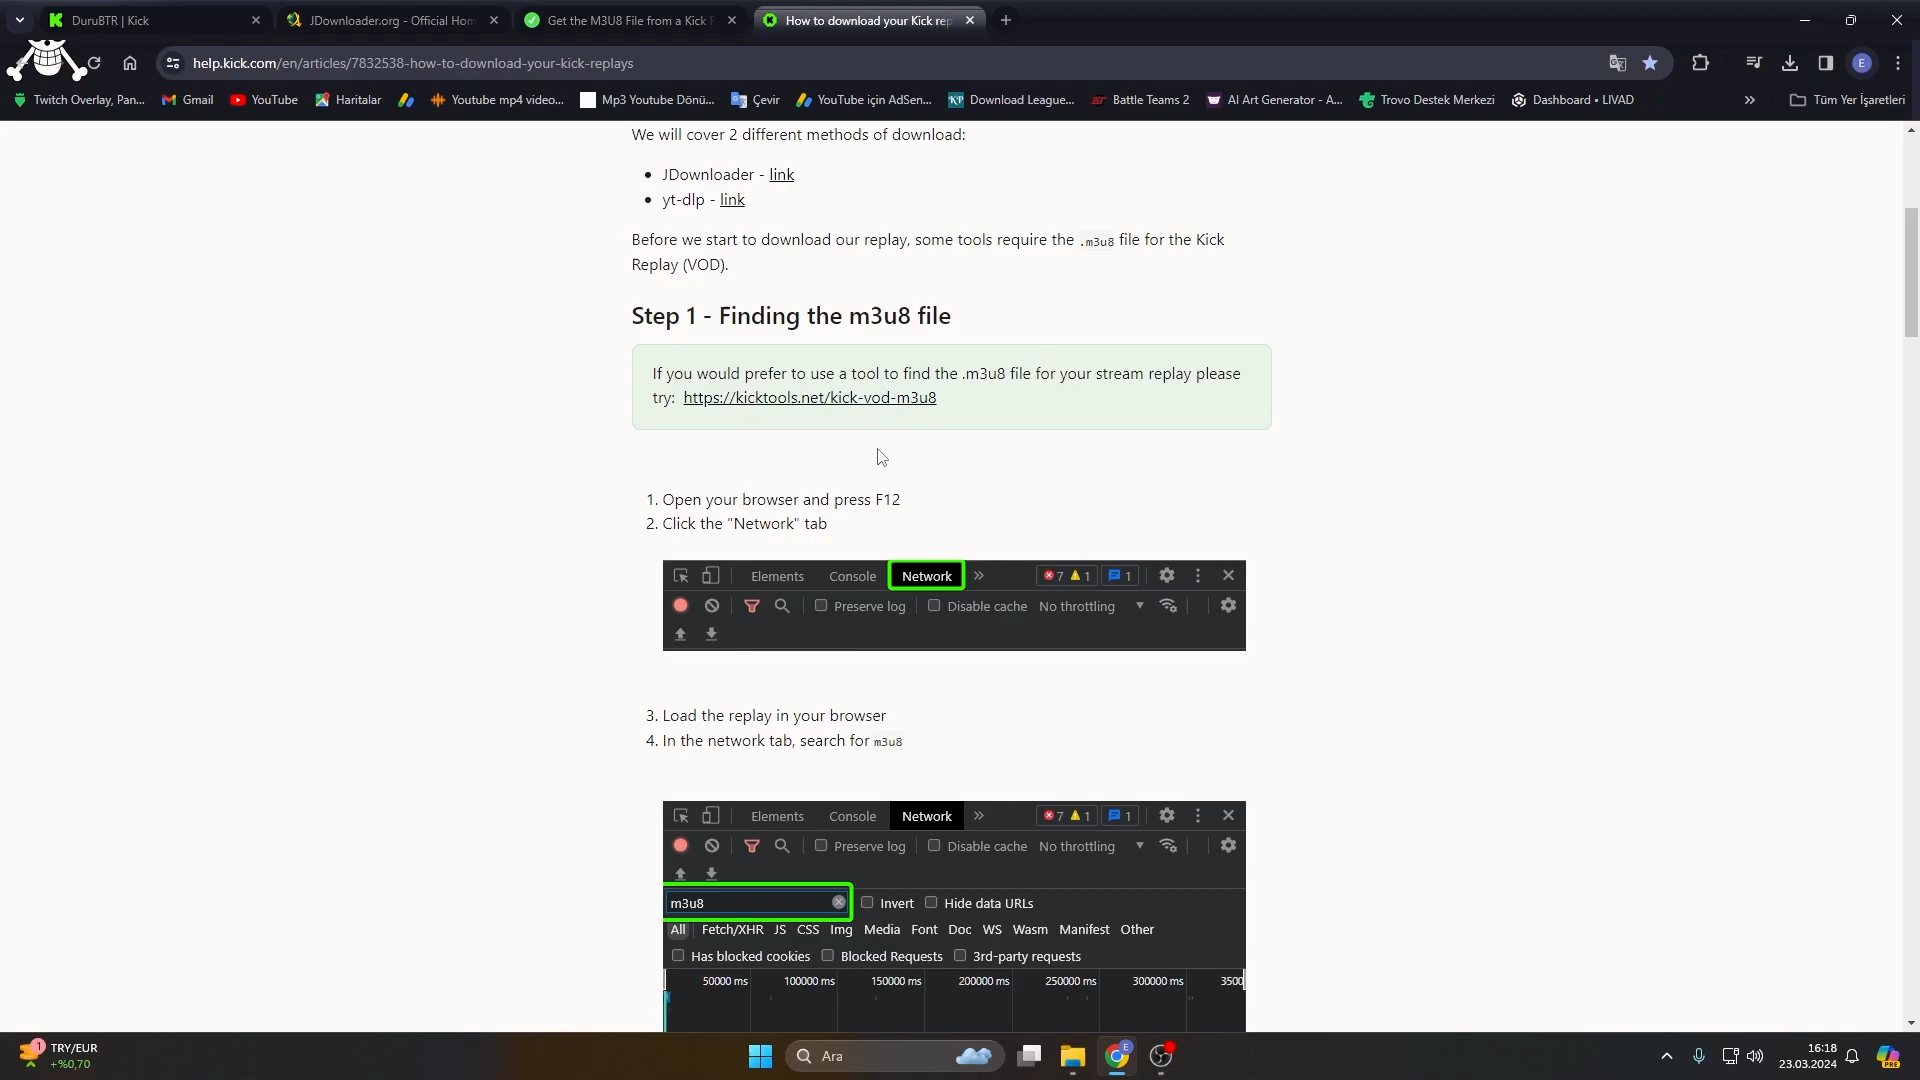 DuruBTR | Kick
JDownloader.org - Official Hom
Get the M3U8 File from a Kick R
How to download your Kick rep
help.kick.com/en/articles/7832538-how-to-download-your-kick-replays
E
Twitch Overlay, Pan...
Gmail
YouTube
Haritalar
Youtube mp4 video...
Mp3 Youtube Dönü...
Çevir
YouTube için AdSen...
Download League...
Battle Teams 2
AI Art Generator - A...
Trovo Destek Merkezi
Dashboard • LIVAD
Tüm Yer İşaretleri
We will cover 2 different methods of download:
• JDownloader - link
• yt-dlp - link
Before we start to download our replay, some tools require the .m3u8 file for the Kick
Replay (VOD).
Step 1 - Finding the m3u8 file
If you would prefer to use a tool to find the .m3u8 file for your stream replay please
try: https://kicktools.net/kick-vod-m3u8
1. Open your browser and press F12
2. Click the "Network" tab
Elements Console Network » 7 1 1
Preserve log Disable cache No throttling
3. Load the replay in your browser
4. In the network tab, search for m3u8
Elements Console Network » 7 1 1
Preserve log Disable cache No throttling
m3u8 Invert Hide data URLs
All Fetch/XHR JS CSS Img Media Font Doc WS Wasm Manifest Other
Has blocked cookies Blocked Requests 3rd-party requests
50000 ms 100000 ms 150000 ms 200000 ms 250000 ms 300000 ms 3500
1
TRY/EUR
+%0,70
Ara
E
16:18
23.03.2024
PRE